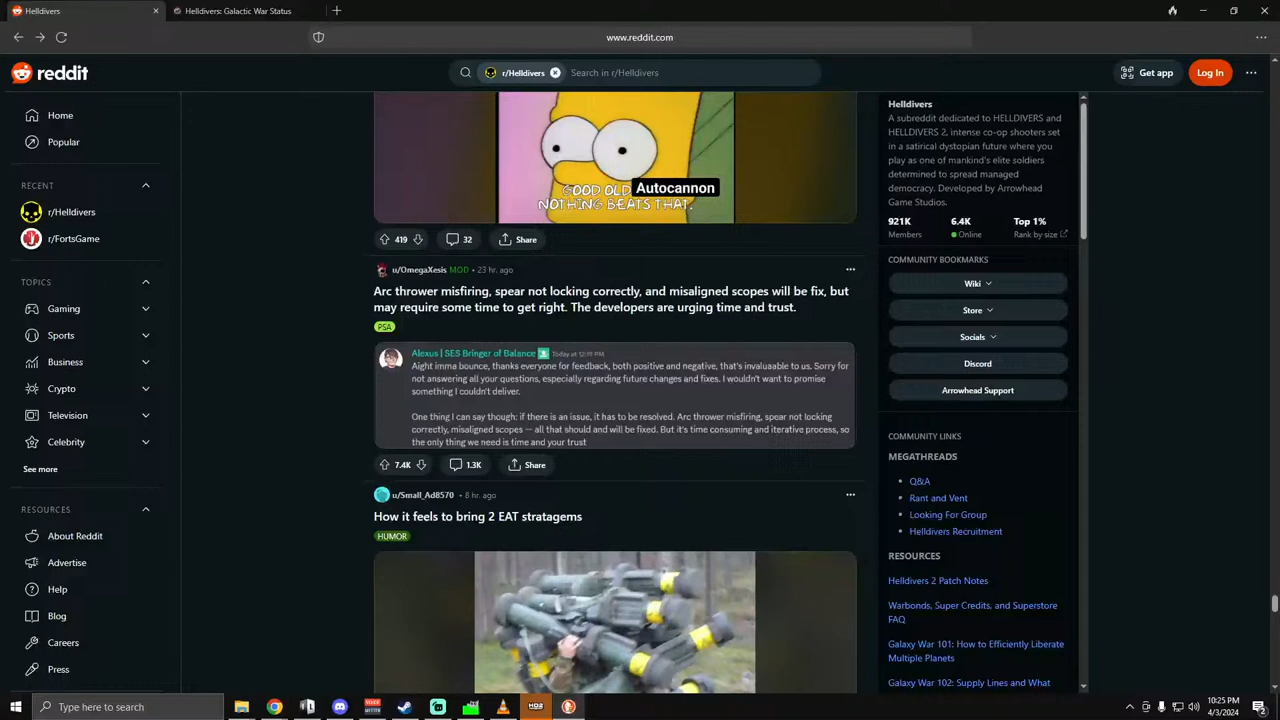 Helldivers
Helldivers: Galactic War Status
www.reddit.com
reddit
r/Helldivers
Search in r/Helldivers
Get app
Log In
Home
Popular
RECENT
r/Helldivers
r/FortsGame
TOPICS
Gaming
Sports
Business
Crypto
Television
Celebrity
See more
RESOURCES
About Reddit
Advertise
Help
Blog
Careers
Press
GOOD OLD Autocannon
NOTHING BEATS THAT.
419
32
Share
u/OmegaXesis MOD • 23 hr. ago
Arc thrower misfiring, spear not locking correctly, and misaligned scopes will be fix, but
may require some time to get right. The developers are urging time and trust.
PSA
Alexus | SES Bringer of Balance Today at 12:19 PM
Aight imma bounce, thanks everyone for feedback, both positive and negative, that's invaluaable to us. Sorry for
not answering all your questions, especially regarding future changes and fixes. I wouldn't want to promise
something I couldn't deliver.
One thing I can say though: if there is an issue, it has to be resolved. Arc thrower misfiring, spear not locking
correctly, misaligned scopes — all that should and will be fixed. But it's time consuming and iterative process, so
the only thing we need is time and your trust
7.4K
1.3K
Share
u/Small_Ad8570 • 8 hr. ago
How it feels to bring 2 EAT stratagems
HUMOR
Helldivers
A subreddit dedicated to HELLDIVERS and
HELLDIVERS 2, intense co-op shooters set
in a satirical dystopian future where you
play as one of mankind's elite soldiers
determined to spread managed
democracy. Developed by Arrowhead
Game Studios.
921K
Members
6.4K
Online
Top 1%
Rank by size
COMMUNITY BOOKMARKS
Wiki
Store
Socials
Discord
Arrowhead Support
COMMUNITY LINKS
MEGATHREADS
Q&A
Rant and Vent
Looking For Group
Helldivers Recruitment
RESOURCES
Helldivers 2 Patch Notes
Warbonds, Super Credits, and Superstore
FAQ
Galaxy War 101: How to Efficiently Liberate
Multiple Planets
Galaxy War 102: Supply Lines and What
Type here to search
HD2
10:25 PM
4/3/2024